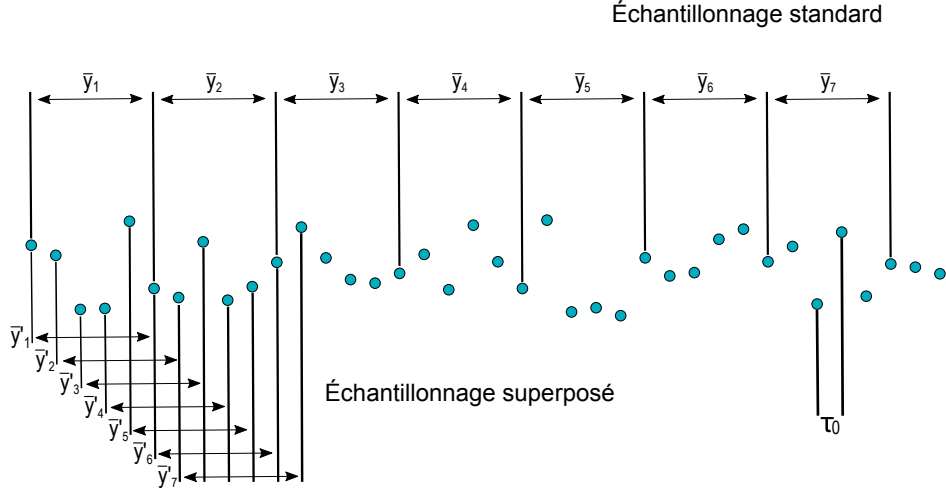 Échantillonnage standard
ȳ₁ ȳ₂ ȳ₃ ȳ₄ ȳ₅ ȳ₆ ȳ₇
ȳ'₁
ȳ'₂
ȳ'₃
Échantillonnage superposé
ȳ'₄
τ₀
ȳ'₅
ȳ'₆
ȳ'₇